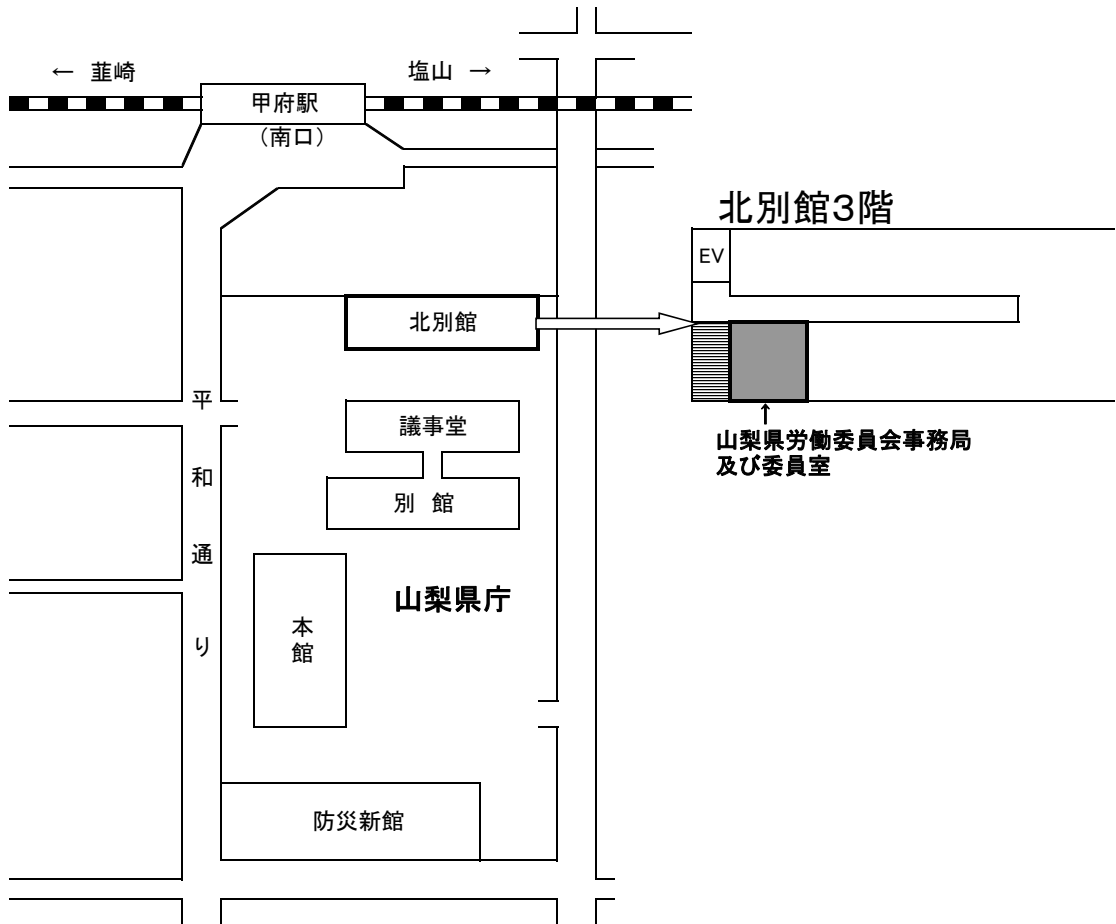 ← 韮崎
塩山 →
甲府駅
（南口）
北別館3階
EV
北別館
平和通り
議事堂
別 館
山梨県労働委員会事務局
及び委員室
山梨県庁
本館
防災新館